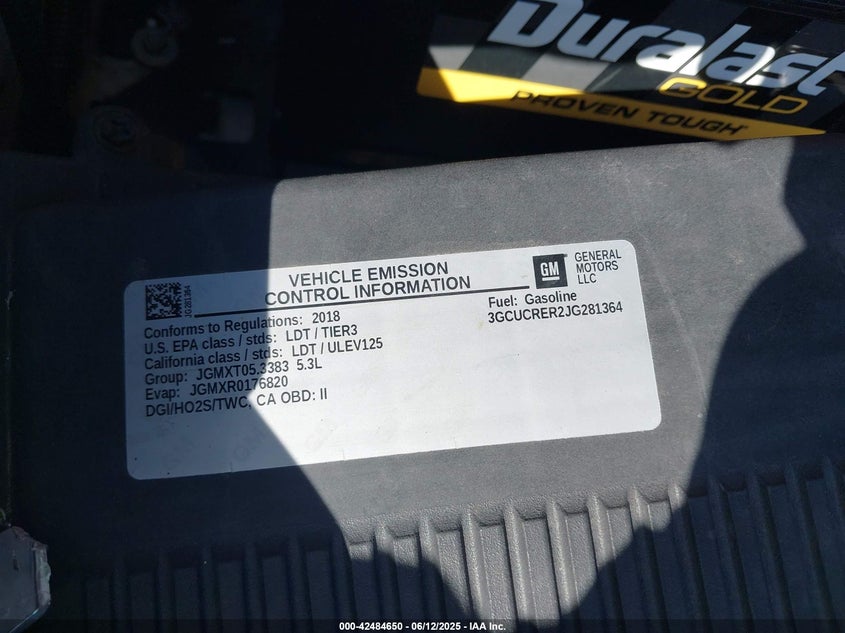 Duralast
GOLD
PROVEN TOUGH
JG281364
VEHICLE EMISSION
CONTROL INFORMATION
GM
GENERAL
MOTORS
LLC
Fuel: Gasoline
3GCUCRER2JG281364
Conforms to Regulations: 2018
U.S. EPA class / stds: LDT / TIER3
California class / stds: LDT / ULEV125
Group: JGMXT05.3383 5.3L
Evap: JGMXR0176820
DGI/HO2S/TWC, CA OBD: II
000-42484650 - 06/12/2025 - IAA Inc.